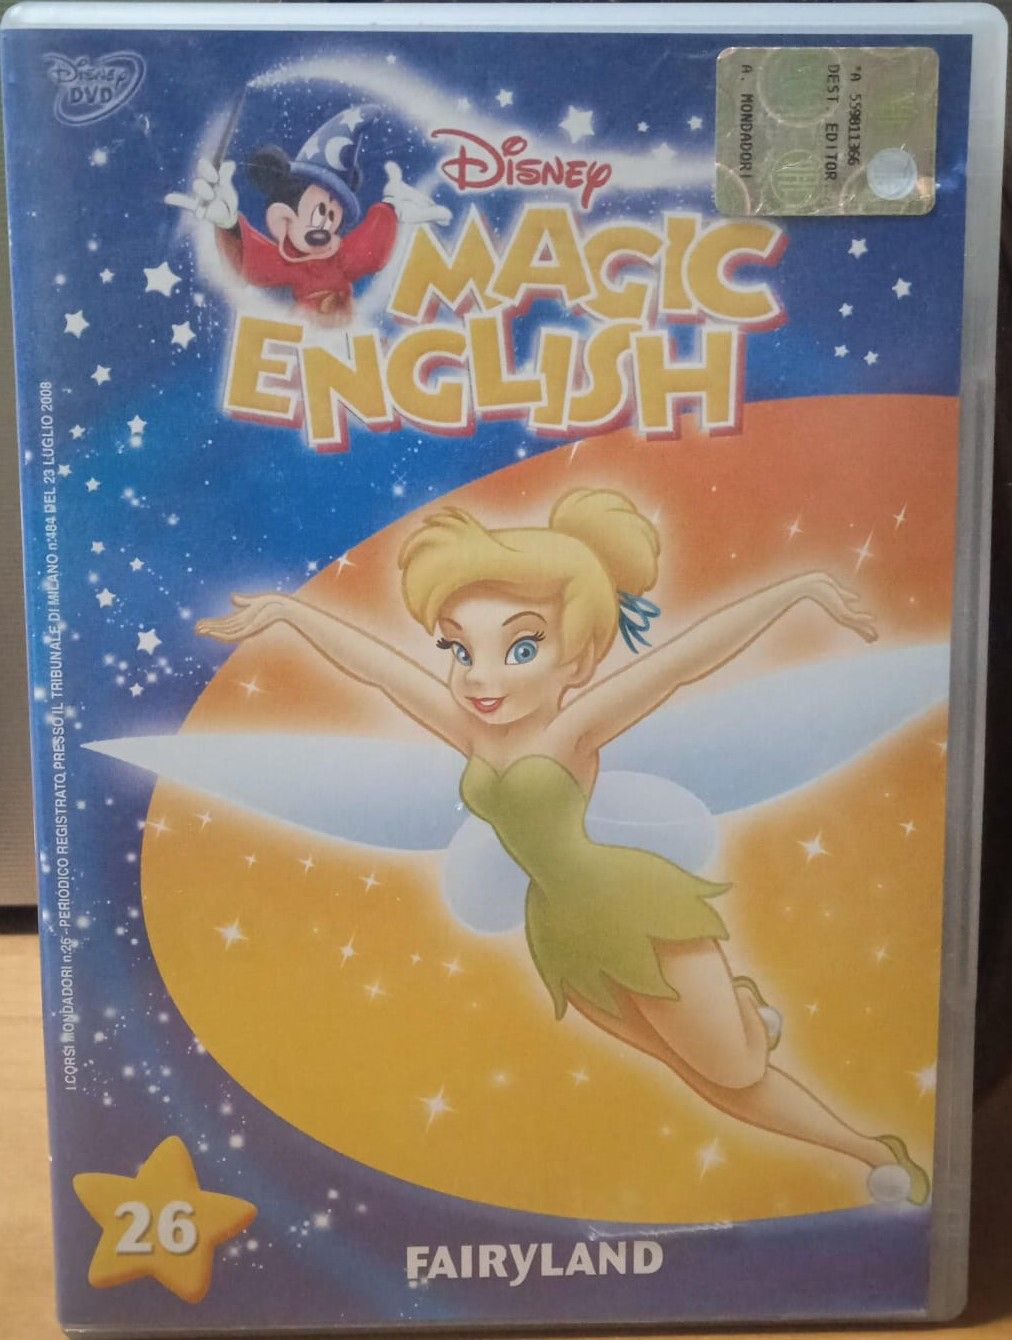 Disney
DVD
*A 559811366
DEST. EDITOR
A. MONDADORI
Disney
MAGIC
ENGLISH
I CORSI MONDADORI n.26 - PERIODICO REGISTRATO PRESSO IL TRIBUNALE DI MILANO n.484 DEL 23 LUGLIO 2008
26
FAIRyLAND